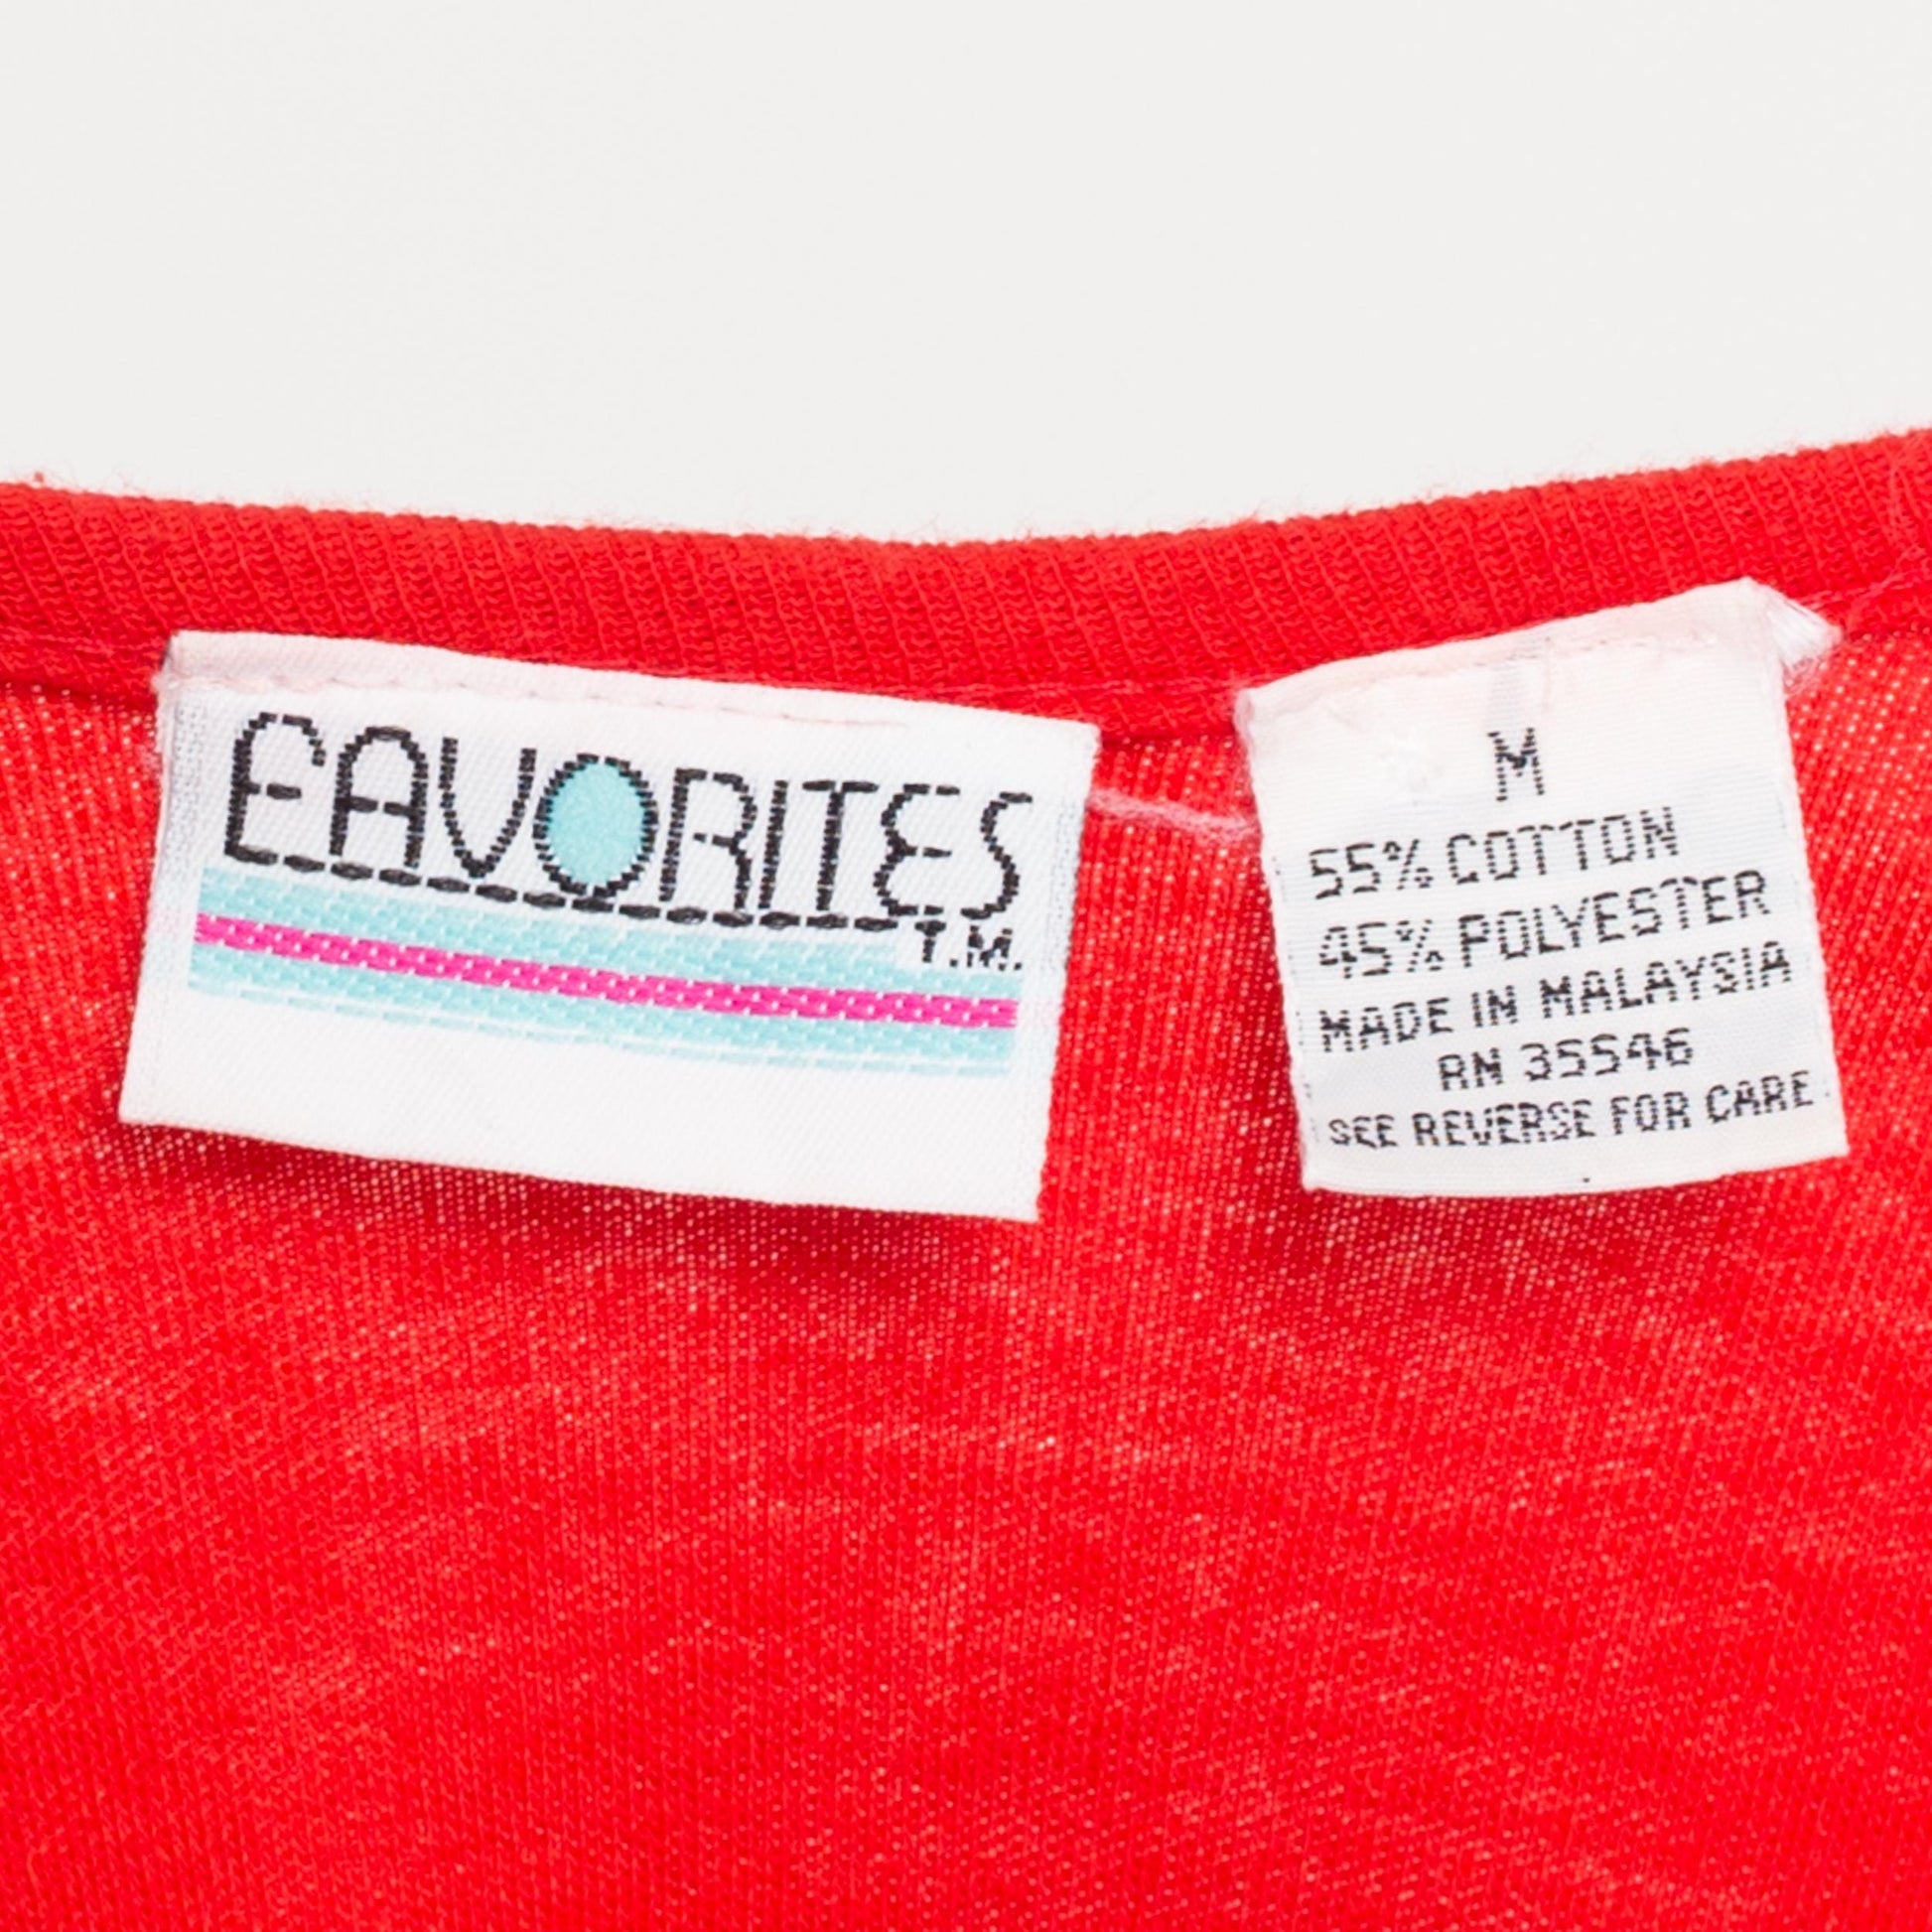 FAVORITES
T.M.
M
55% COTTON
45% POLYESTER
MADE IN MALAYSIA
RN 35546
SEE REVERSE FOR CARE